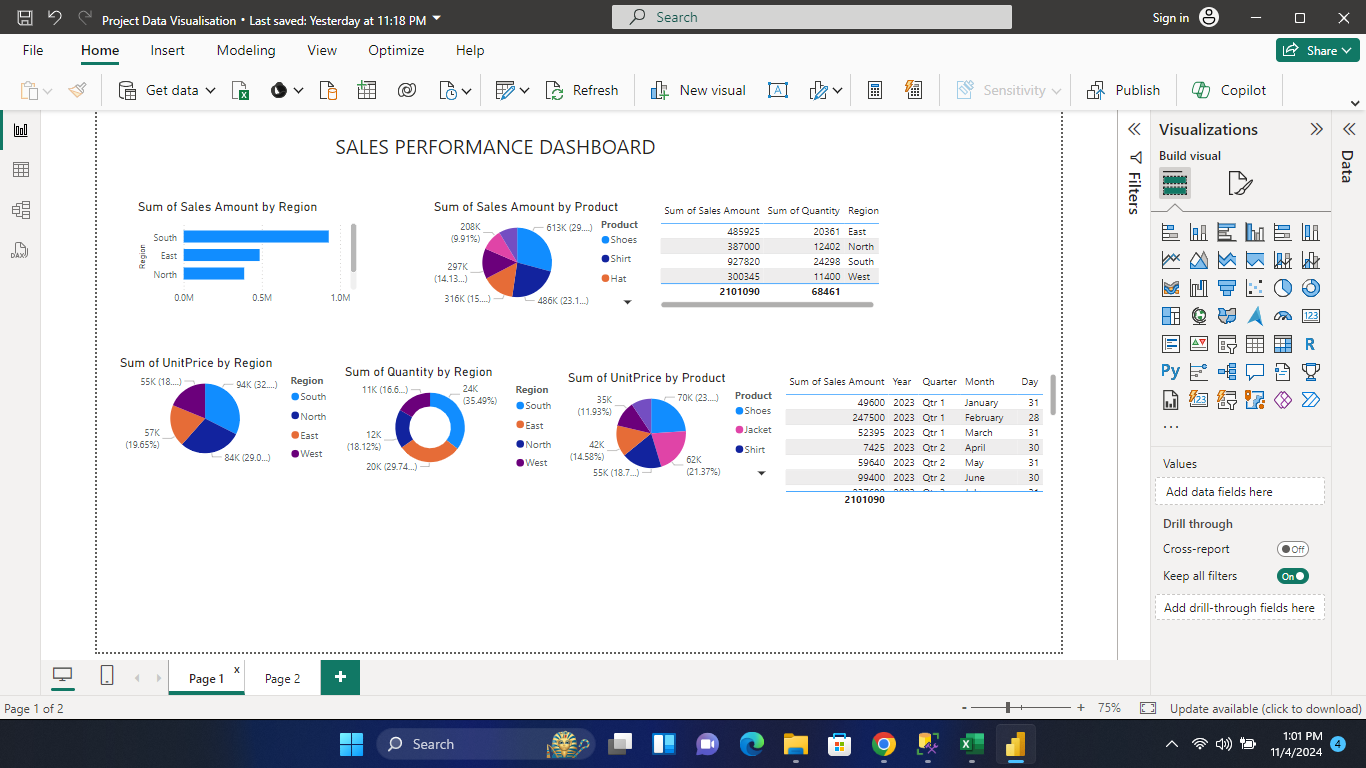 Project Data Visualisation • Last saved: Yesterday at 11:18 PM
Search
Sign in
File Home Insert Modeling View Optimize Help
Share
Get data
Refresh
New visual
Sensitivity
Publish
Copilot
SALES PERFORMANCE DASHBOARD
Sum of Sales Amount by Region
Region
South
East
North
0.0M 0.5M 1.0M
Sum of Sales Amount by Product
208K
(9.91%)
297K
(14.13...)
316K (15....)
613K (29....)
486K (23.1...)
Product
Shoes
Shirt
Hat
Sum of Sales Amount Sum of Quantity Region
485925 20361 East
387000 12402 North
927820 24298 South
300345 11400 West
2101090 68461
Sum of UnitPrice by Region
55K (18....)
94K (32....)
57K
(19.65%)
84K (29.0...)
Region
South
North
East
West
Sum of Quantity by Region
11K (16.6...)
24K
(35.49%)
12K
(18.12%)
20K (29.74...)
Region
South
East
North
West
Sum of UnitPrice by Product
35K
(11.93%)
70K (23....)
42K
(14.58%)
55K (18.7...)
62K
(21.37%)
Product
Shoes
Jacket
Shirt
Sum of Sales Amount Year Quarter Month Day
49600 2023 Qtr 1 January 31
247500 2023 Qtr 1 February 28
52395 2023 Qtr 1 March 31
7425 2023 Qtr 2 April 30
59640 2023 Qtr 2 May 31
99400 2023 Qtr 2 June 30
2101090
Filters
Visualizations
Build visual
DAX
123
R
Py
123
...
Values
Add data fields here
Drill through
Cross-report
Off
Keep all filters
On
Add drill-through fields here
Data
Page 1 x
Page 2
+
Page 1 of 2
- + 75%
Update available (click to download)
Search
1:01 PM
11/4/2024
4